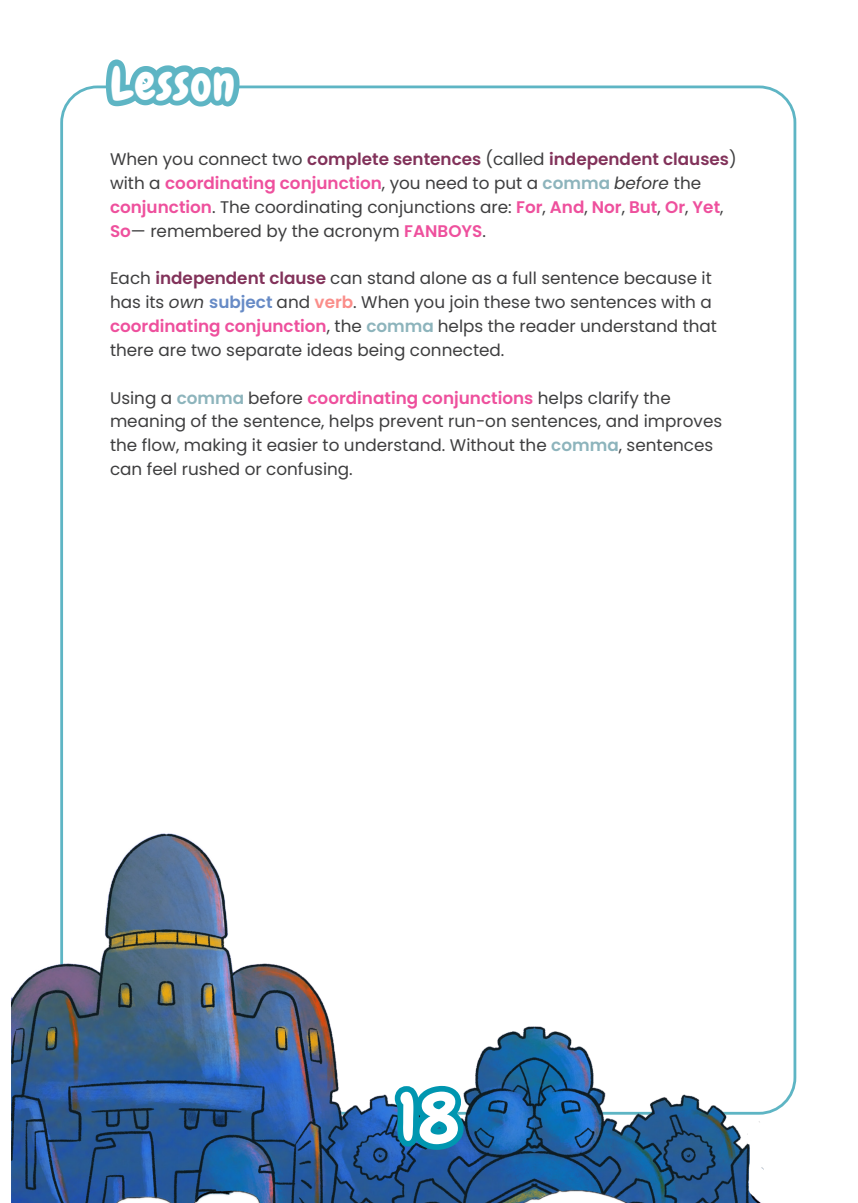 Lesson
When you connect two complete sentences (called independent clauses)
with a coordinating conjunction, you need to put a comma before the
conjunction. The coordinating conjunctions are: For, And, Nor, But, Or, Yet,
So— remembered by the acronym FANBOYS.
Each independent clause can stand alone as a full sentence because it
has its own subject and verb. When you join these two sentences with a
coordinating conjunction, the comma helps the reader understand that
there are two separate ideas being connected.
Using a comma before coordinating conjunctions helps clarify the
meaning of the sentence, helps prevent run-on sentences, and improves
the flow, making it easier to understand. Without the comma, sentences
can feel rushed or confusing.
18